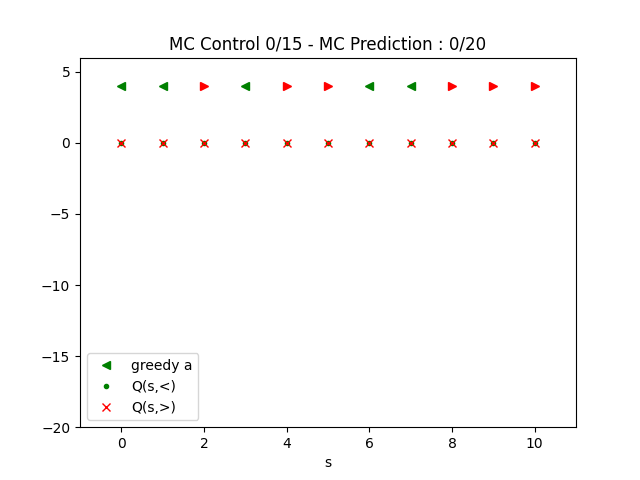 MC Control 0/15 - MC Prediction : 0/20
5
0
−5
−10
−15
−20
greedy a
Q(s,<)
Q(s,>)
0 2 4 6 8 10
s